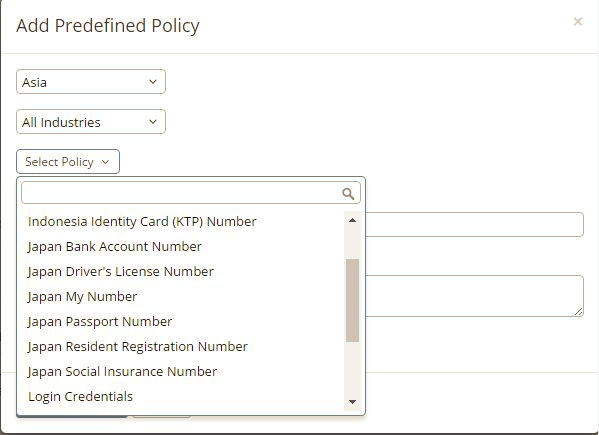 Add Predefined Policy
×
Asia
All Industries
Select Policy
Indonesia Identity Card (KTP) Number
Japan Bank Account Number
Japan Driver's License Number
Japan My Number
Japan Passport Number
Japan Resident Registration Number
Japan Social Insurance Number
Login Credentials